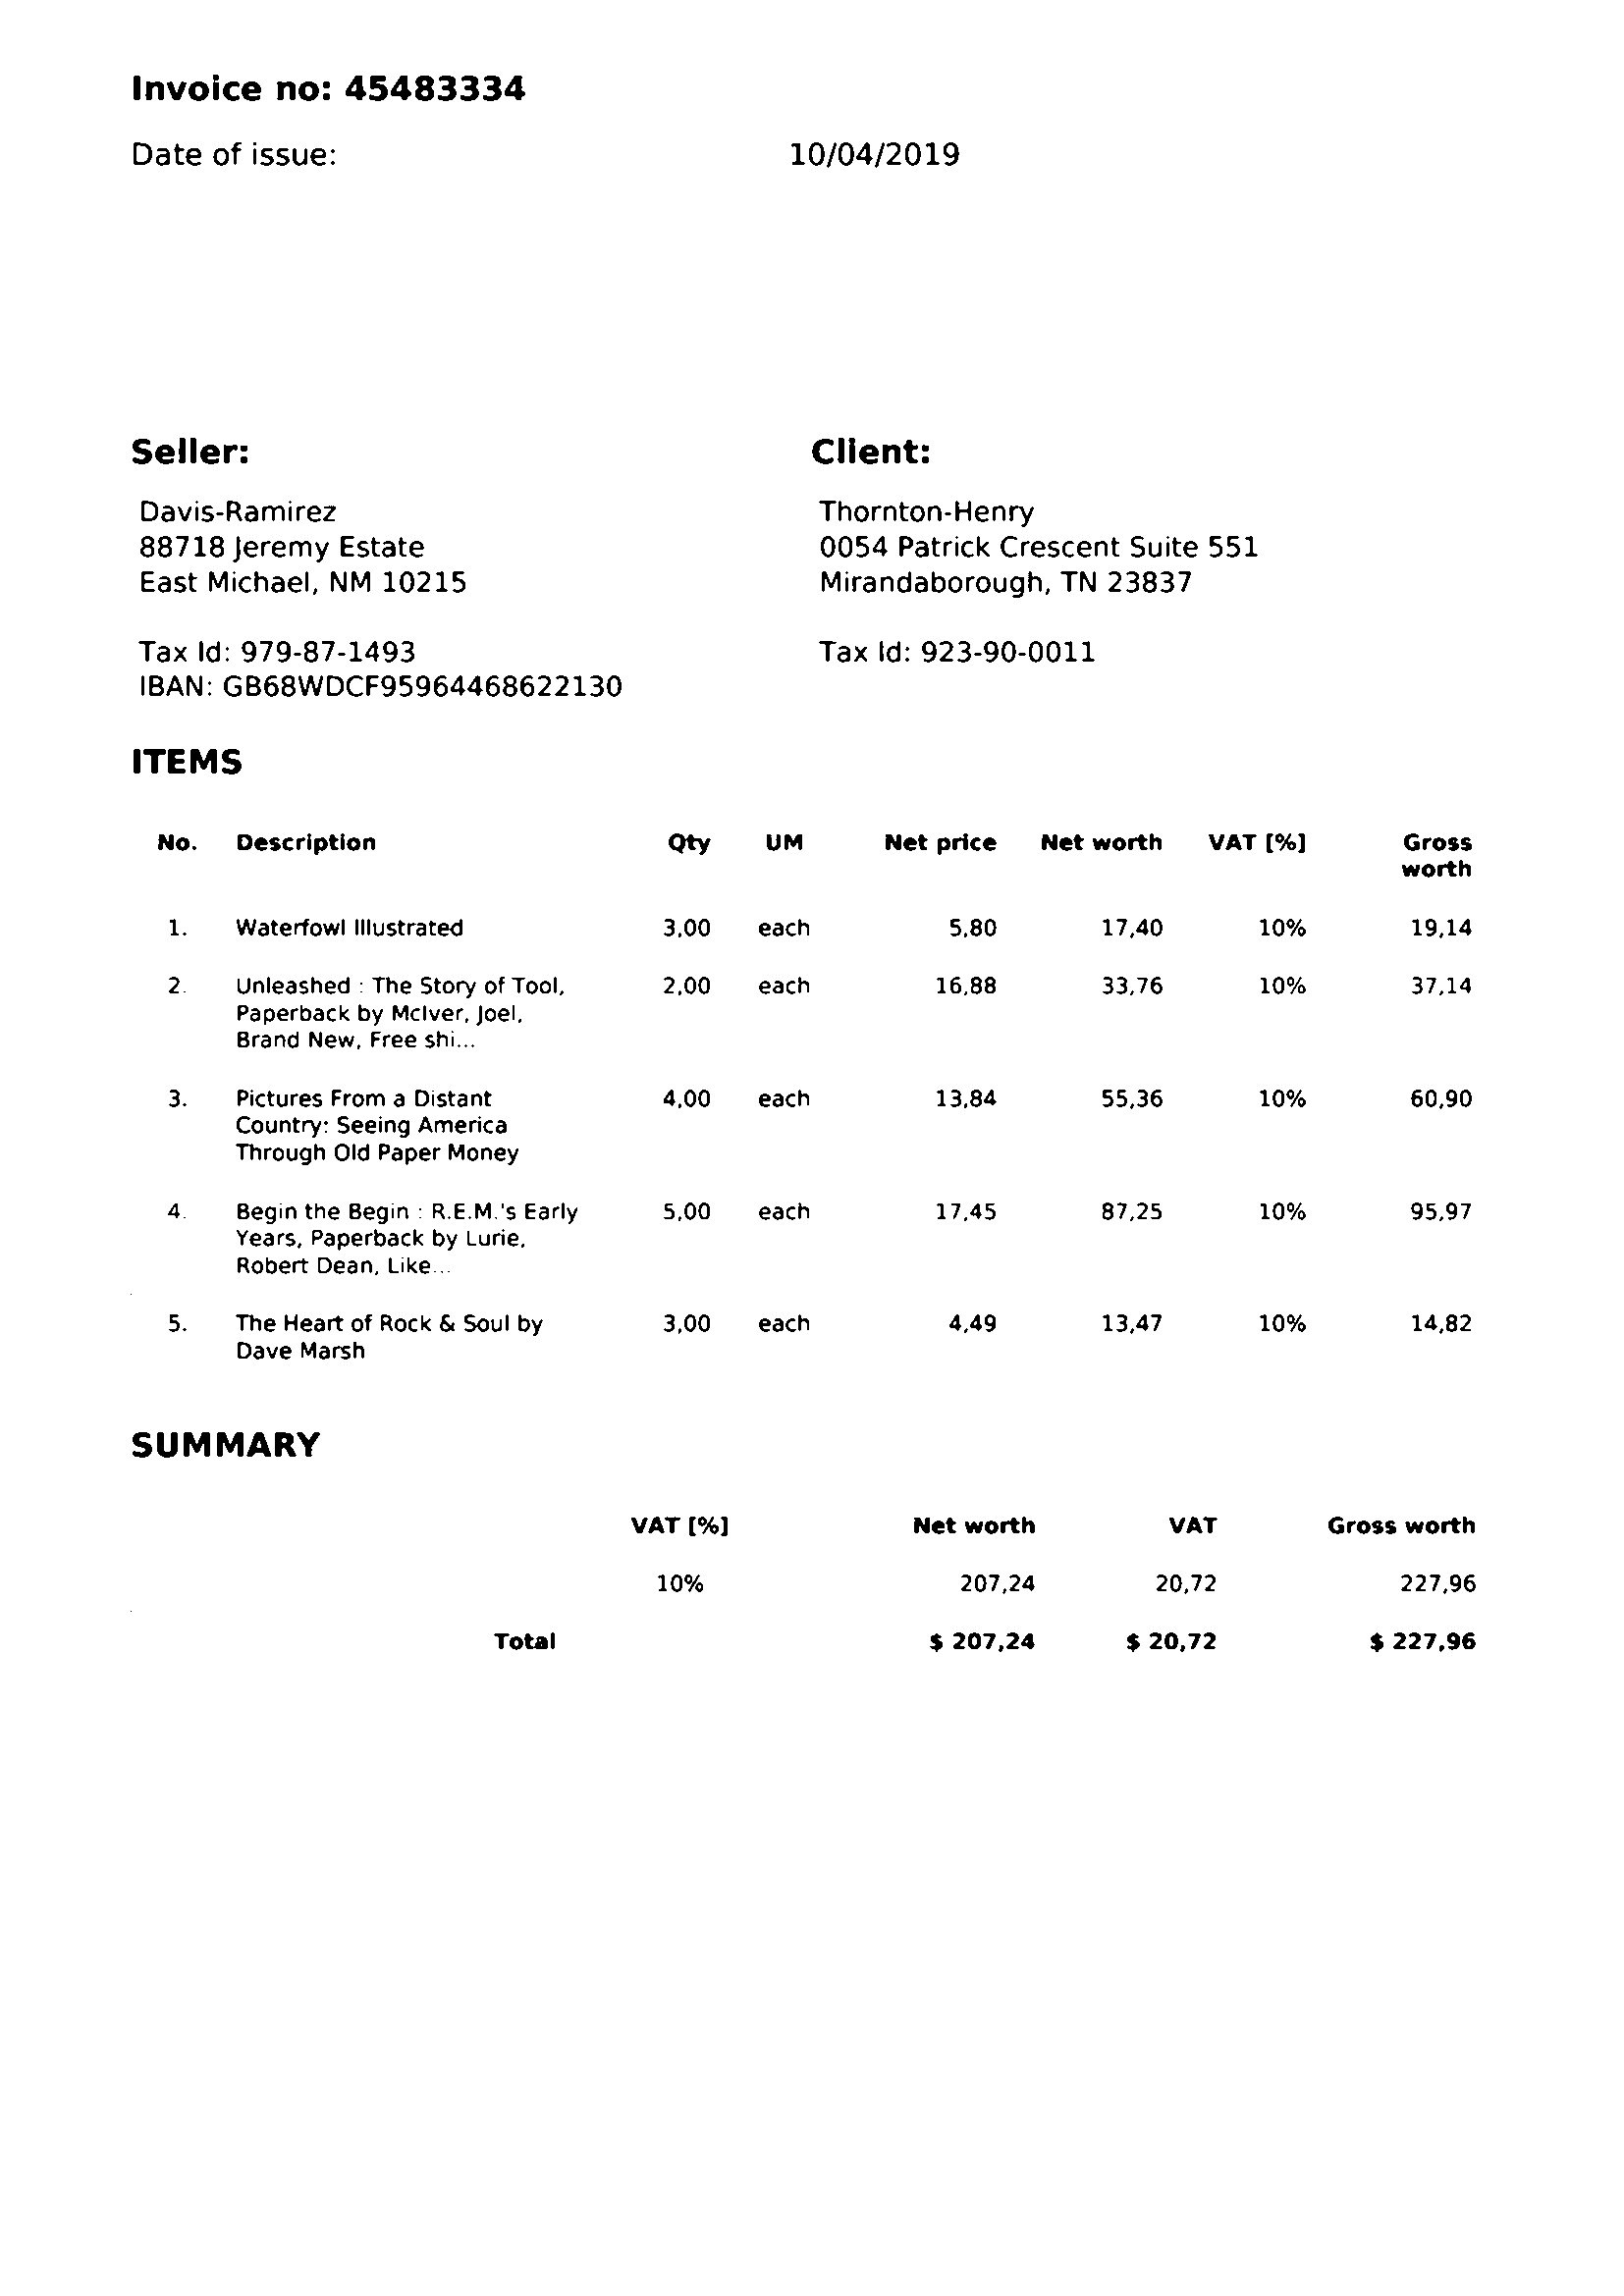 Invoice no: 45483334
Date of issue: 10/04/2019
Seller:
Davis-Ramirez
88718 Jeremy Estate
East Michael, NM 10215
Tax Id: 979-87-1493
IBAN: GB68WDCF95964468622130
Client:
Thornton-Henry
0054 Patrick Crescent Suite 551
Mirandaborough, TN 23837
Tax Id: 923-90-0011
ITEMS
No. Description Qty UM Net price Net worth VAT [%] Gross
worth
1. Waterfowl Illustrated 3,00 each 5,80 17,40 10% 19,14
2. Unleashed : The Story of Tool, 2,00 each 16,88 33,76 10% 37,14
Paperback by McIver, Joel,
Brand New, Free shi...
3. Pictures From a Distant 4,00 each 13,84 55,36 10% 60,90
Country: Seeing America
Through Old Paper Money
4. Begin the Begin : R.E.M.'s Early 5,00 each 17,45 87,25 10% 95,97
Years, Paperback by Lurie,
Robert Dean, Like...
5. The Heart of Rock & Soul by 3,00 each 4,49 13,47 10% 14,82
Dave Marsh
SUMMARY
VAT [%] Net worth VAT Gross worth
10% 207,24 20,72 227,96
Total $ 207,24 $ 20,72 $ 227,96